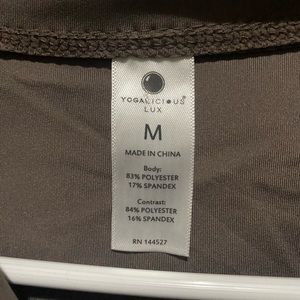 YOGALICIOUS®
LUX
M
MADE IN CHINA
Body:
83% POLYESTER
17% SPANDEX
Contrast:
84% POLYESTER
16% SPANDEX
RN 144527